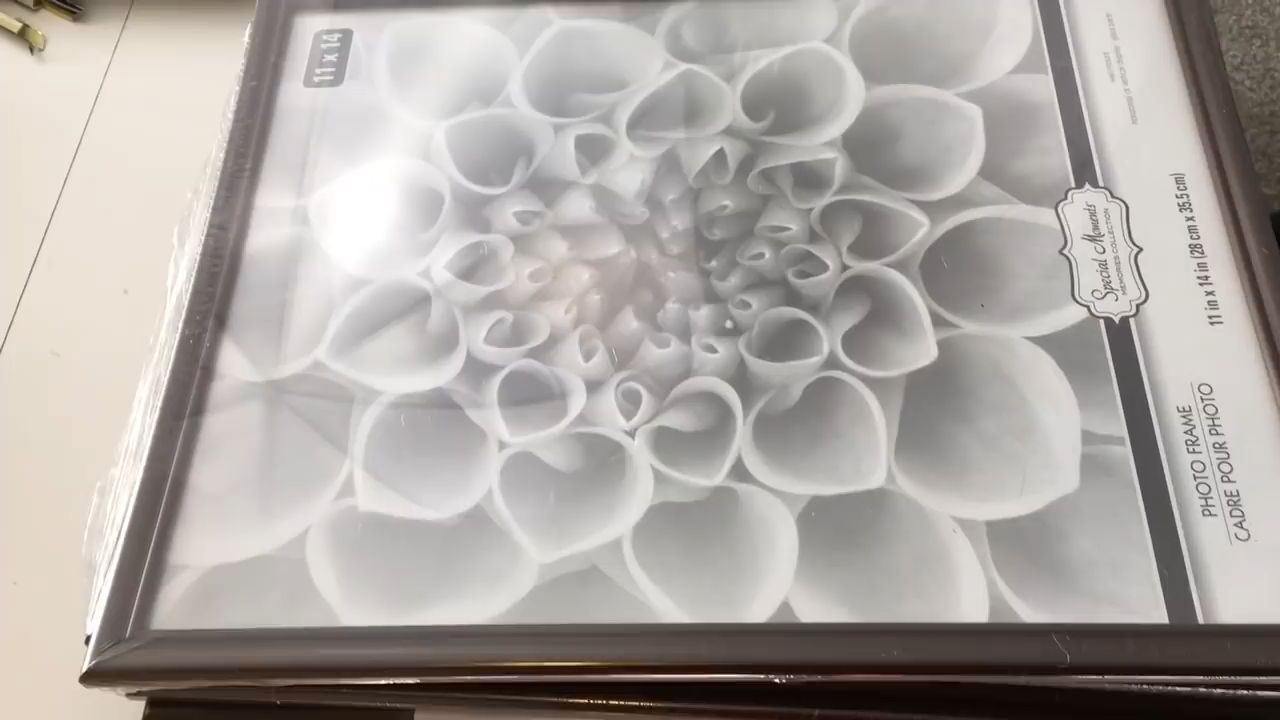 11 x 14
Special Moments
MEMORIES COLLECTION
PHOTO FRAME
CADRE POUR PHOTO
11 in x 14 in (28 cm x 35.5 cm)